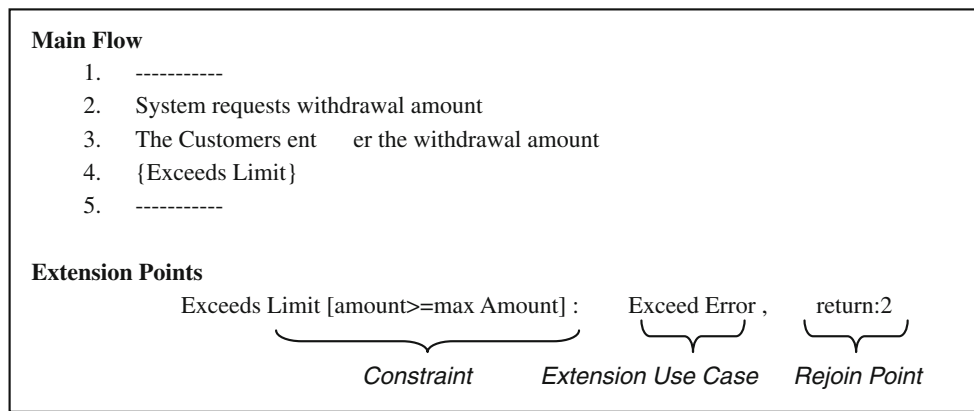 Main Flow
1. -----------
2. System requests withdrawal amount
3. The Customers ent er the withdrawal amount
4. {Exceeds Limit}
5. -----------
Extension Points
Exceeds Limit [amount>=max Amount] : Exceed Error , return:2
Constraint Extension Use Case Rejoin Point